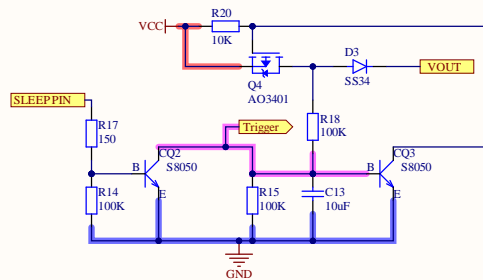 R20
VCC
10K
D3
SS34
VOUT
Q4
AO3401
SLEEPPIN
Trigger
R18
100K
R17
150
CQ2
S8050
CQ3
S8050
B
B
R14
100K
E
R15
100K
C13
10uF
E
GND